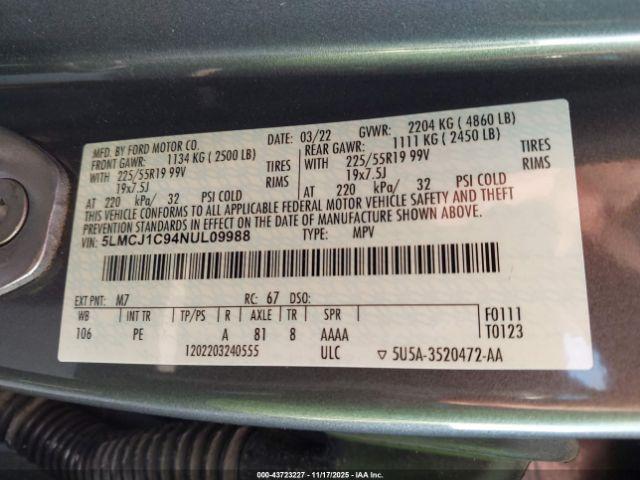 MFD. BY FORD MOTOR CO. DATE: 03/22 GVWR: 2204 KG ( 4860 LB)
FRONT GAWR: 1134 KG ( 2500 LB) REAR GAWR: 1111 KG ( 2450 LB)
WITH 225/55R19 99V TIRES WITH 225/55R19 99V TIRES
19x7.5J RIMS 19x7.5J RIMS
AT 220 kPa/ 32 PSI COLD AT 220 kPa/ 32 PSI COLD
THIS VEHICLE CONFORMS TO ALL APPLICABLE FEDERAL MOTOR VEHICLE SAFETY AND THEFT
PREVENTION STANDARDS IN EFFECT ON THE DATE OF MANUFACTURE SHOWN ABOVE.
VIN: 5LMCJ1C94NUL09988 TYPE: MPV
EXT PNT: M7 RC: 67 DSO:
WB INT TR TP/PS R AXLE TR SPR F0111
106 PE A 81 8 AAAA T0123
1202203240555 ULC ▽ 5U5A-3520472-AA
00-43723227 - 11/17/2025 - IAA Inc.